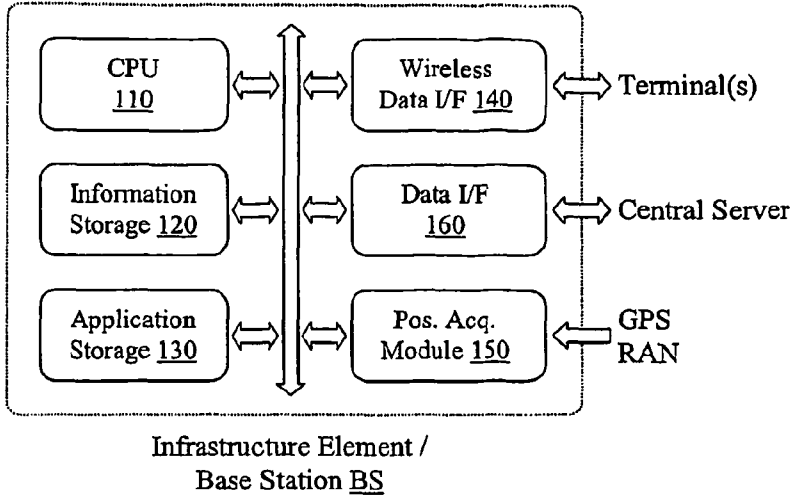 CPU
110
Wireless
Data I/F 140
Terminal(s)
Information
Storage 120
Data I/F
160
Central Server
Application
Storage 130
Pos. Acq.
Module 150
GPS
RAN
Infrastructure Element /
Base Station BS